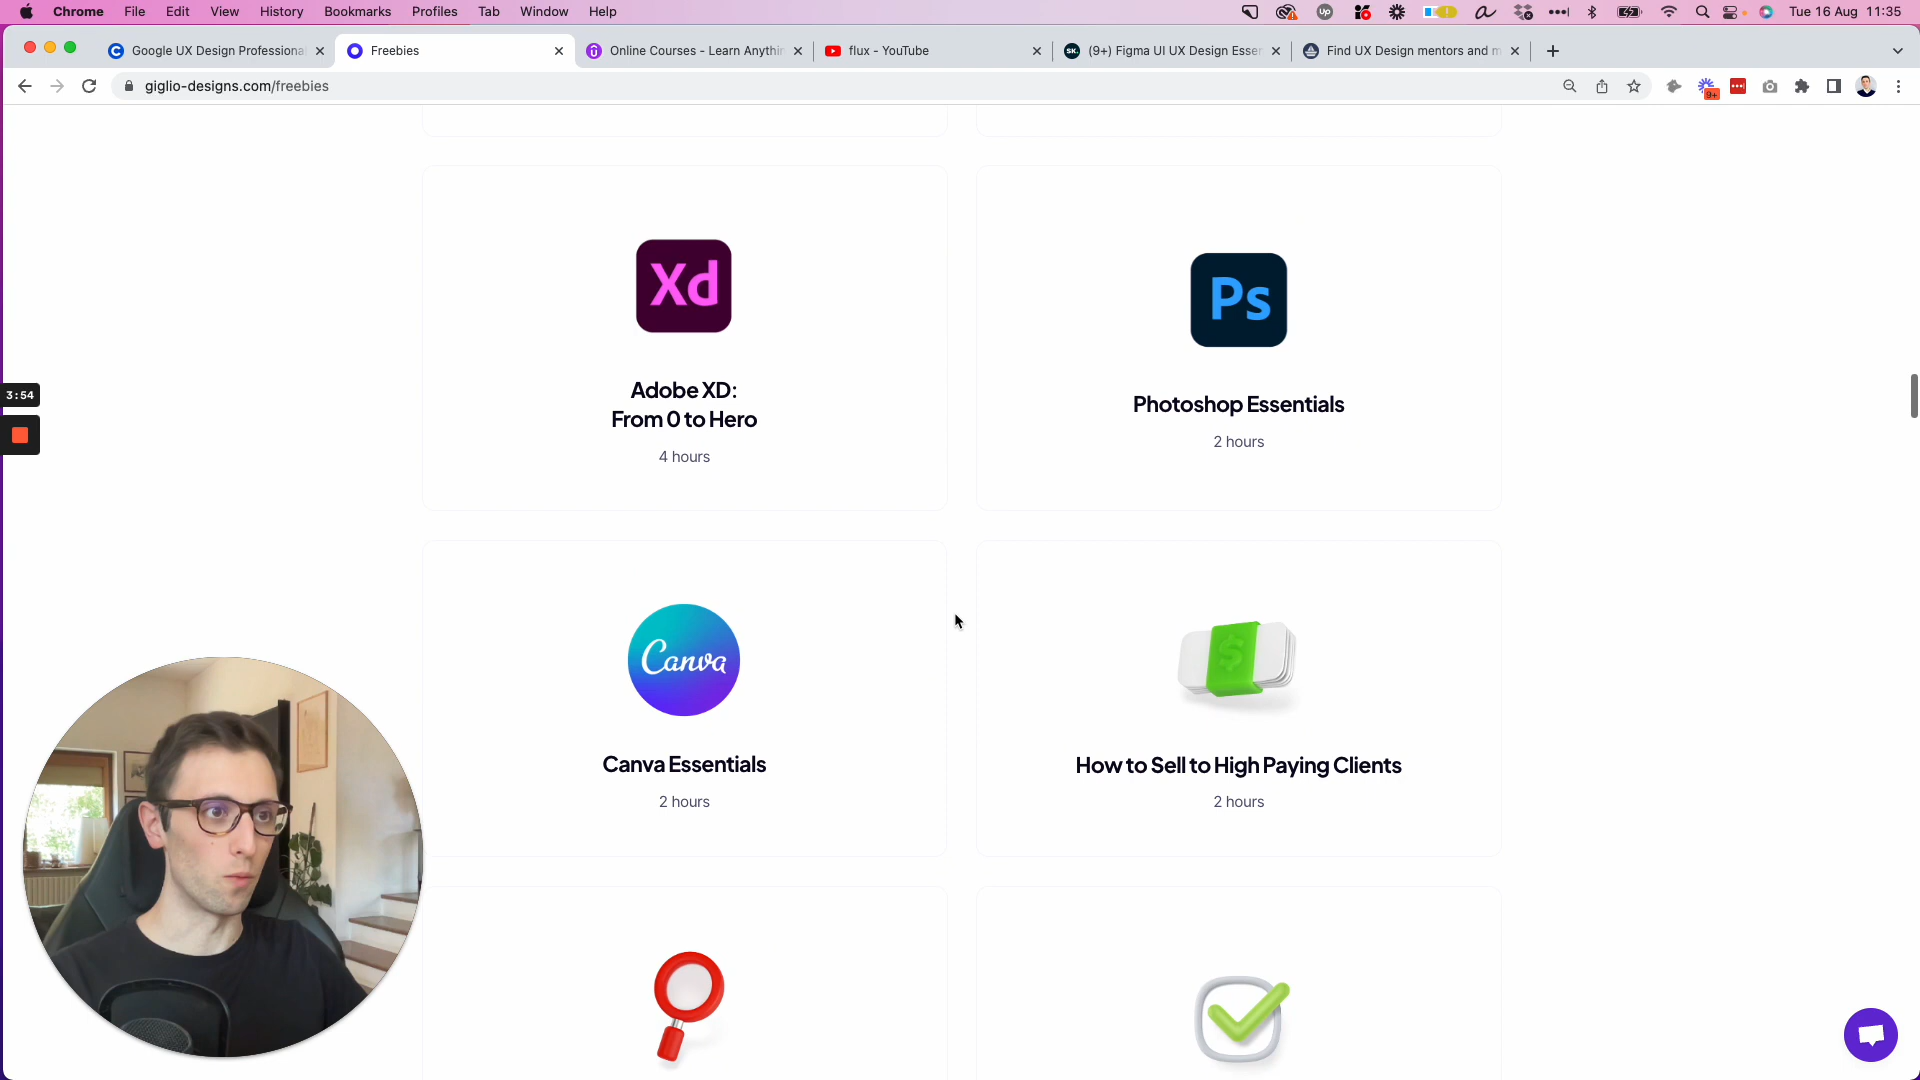 Chrome File Edit View History Bookmarks Profiles Tab Window Help
Tue 16 Aug 11:35
Google UX Design Professiona
Freebies
Online Courses - Learn Anythin
flux - YouTube
(9+) Figma UI UX Design Esser
Find UX Design mentors and m
giglio-designs.com/freebies
9+
3:54
Xd
Adobe XD:
From 0 to Hero
4 hours
Ps
Photoshop Essentials
2 hours
Canva
Canva Essentials
2 hours
$
How to Sell to High Paying Clients
2 hours